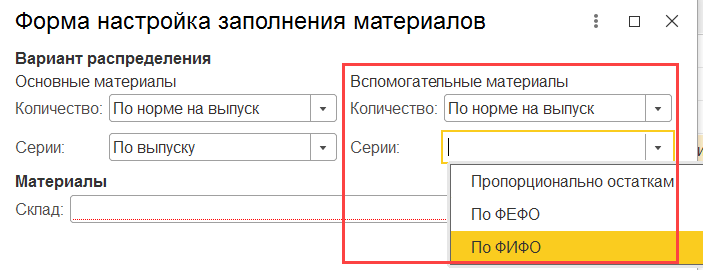 Форма настройка заполнения материалов
Вариант распределения
Основные материалы
Вспомогательные материалы
Количество: По норме на выпуск
Количество: По норме на выпуск
Серии: По выпуску
Серии:
Пропорционально остаткам
По ФЕФО
По ФИФО
Материалы
Склад: